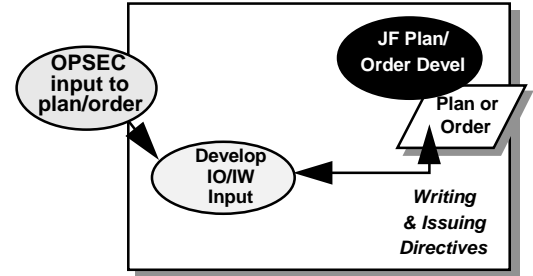 OPSEC
input to
plan/order
JF Plan/
Order Devel
Plan or
Order
Develop
IO/IW
Input
Writing
& Issuing
Directives